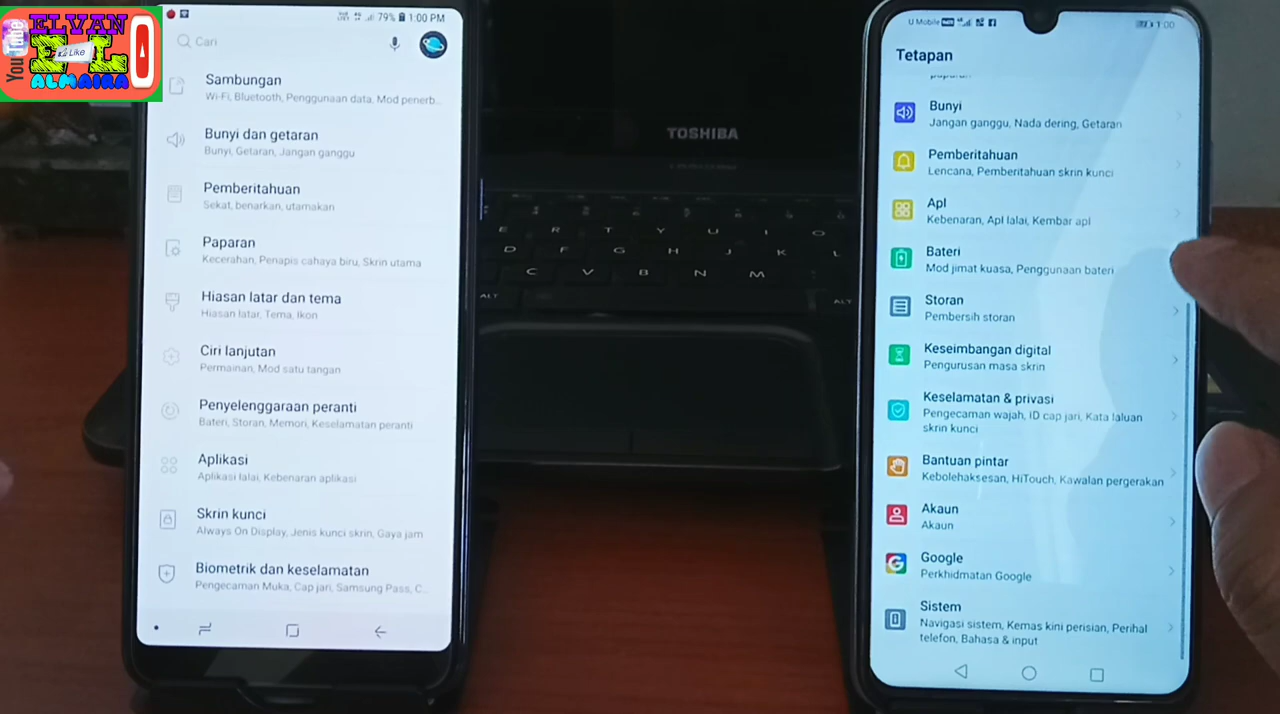 YouTube
ELVAN
EL
Like
ALMAIRA
79% 1:00 PM
Cari
Sambungan
Wi-Fi, Bluetooth, Penggunaan data, Mod penerb...
Bunyi dan getaran
Bunyi, Getaran, Jangan ganggu
Pemberitahuan
Sekat, benarkan, utamakan
Paparan
Kecerahan, Penapis cahaya biru, Skrin utama
Hiasan latar dan tema
Hiasan latar, Tema, Ikon
Ciri lanjutan
Permainan, Mod satu tangan
Penyelenggaraan peranti
Bateri, Storan, Memori, Keselamatan peranti
Aplikasi
Aplikasi lalai, Kebenaran aplikasi
Skrin kunci
Always On Display, Jenis kunci skrin, Gaya jam
Biometrik dan keselamatan
Pengecaman Muka, Cap jari, Samsung Pass, C...
TOSHIBA
E R T Y U I O
D F G H J K L
C V B N M
ALT ALT
U Mobile 1:00
Tetapan
paparan
Bunyi
Jangan ganggu, Nada dering, Getaran
Pemberitahuan
Lencana, Pemberitahuan skrin kunci
Apl
Kebenaran, Apl lalai, Kembar apl
Bateri
Mod jimat kuasa, Penggunaan bateri
Storan
Pembersih storan
Keseimbangan digital
Pengurusan masa skrin
Keselamatan & privasi
Pengecaman wajah, ID cap jari, Kata laluan
skrin kunci
Bantuan pintar
Kebolehaksesan, HiTouch, Kawalan pergerakan
Akaun
Akaun
Google
Perkhidmatan Google
Sistem
Navigasi sistem, Kemas kini perisian, Perihal
telefon, Bahasa & input